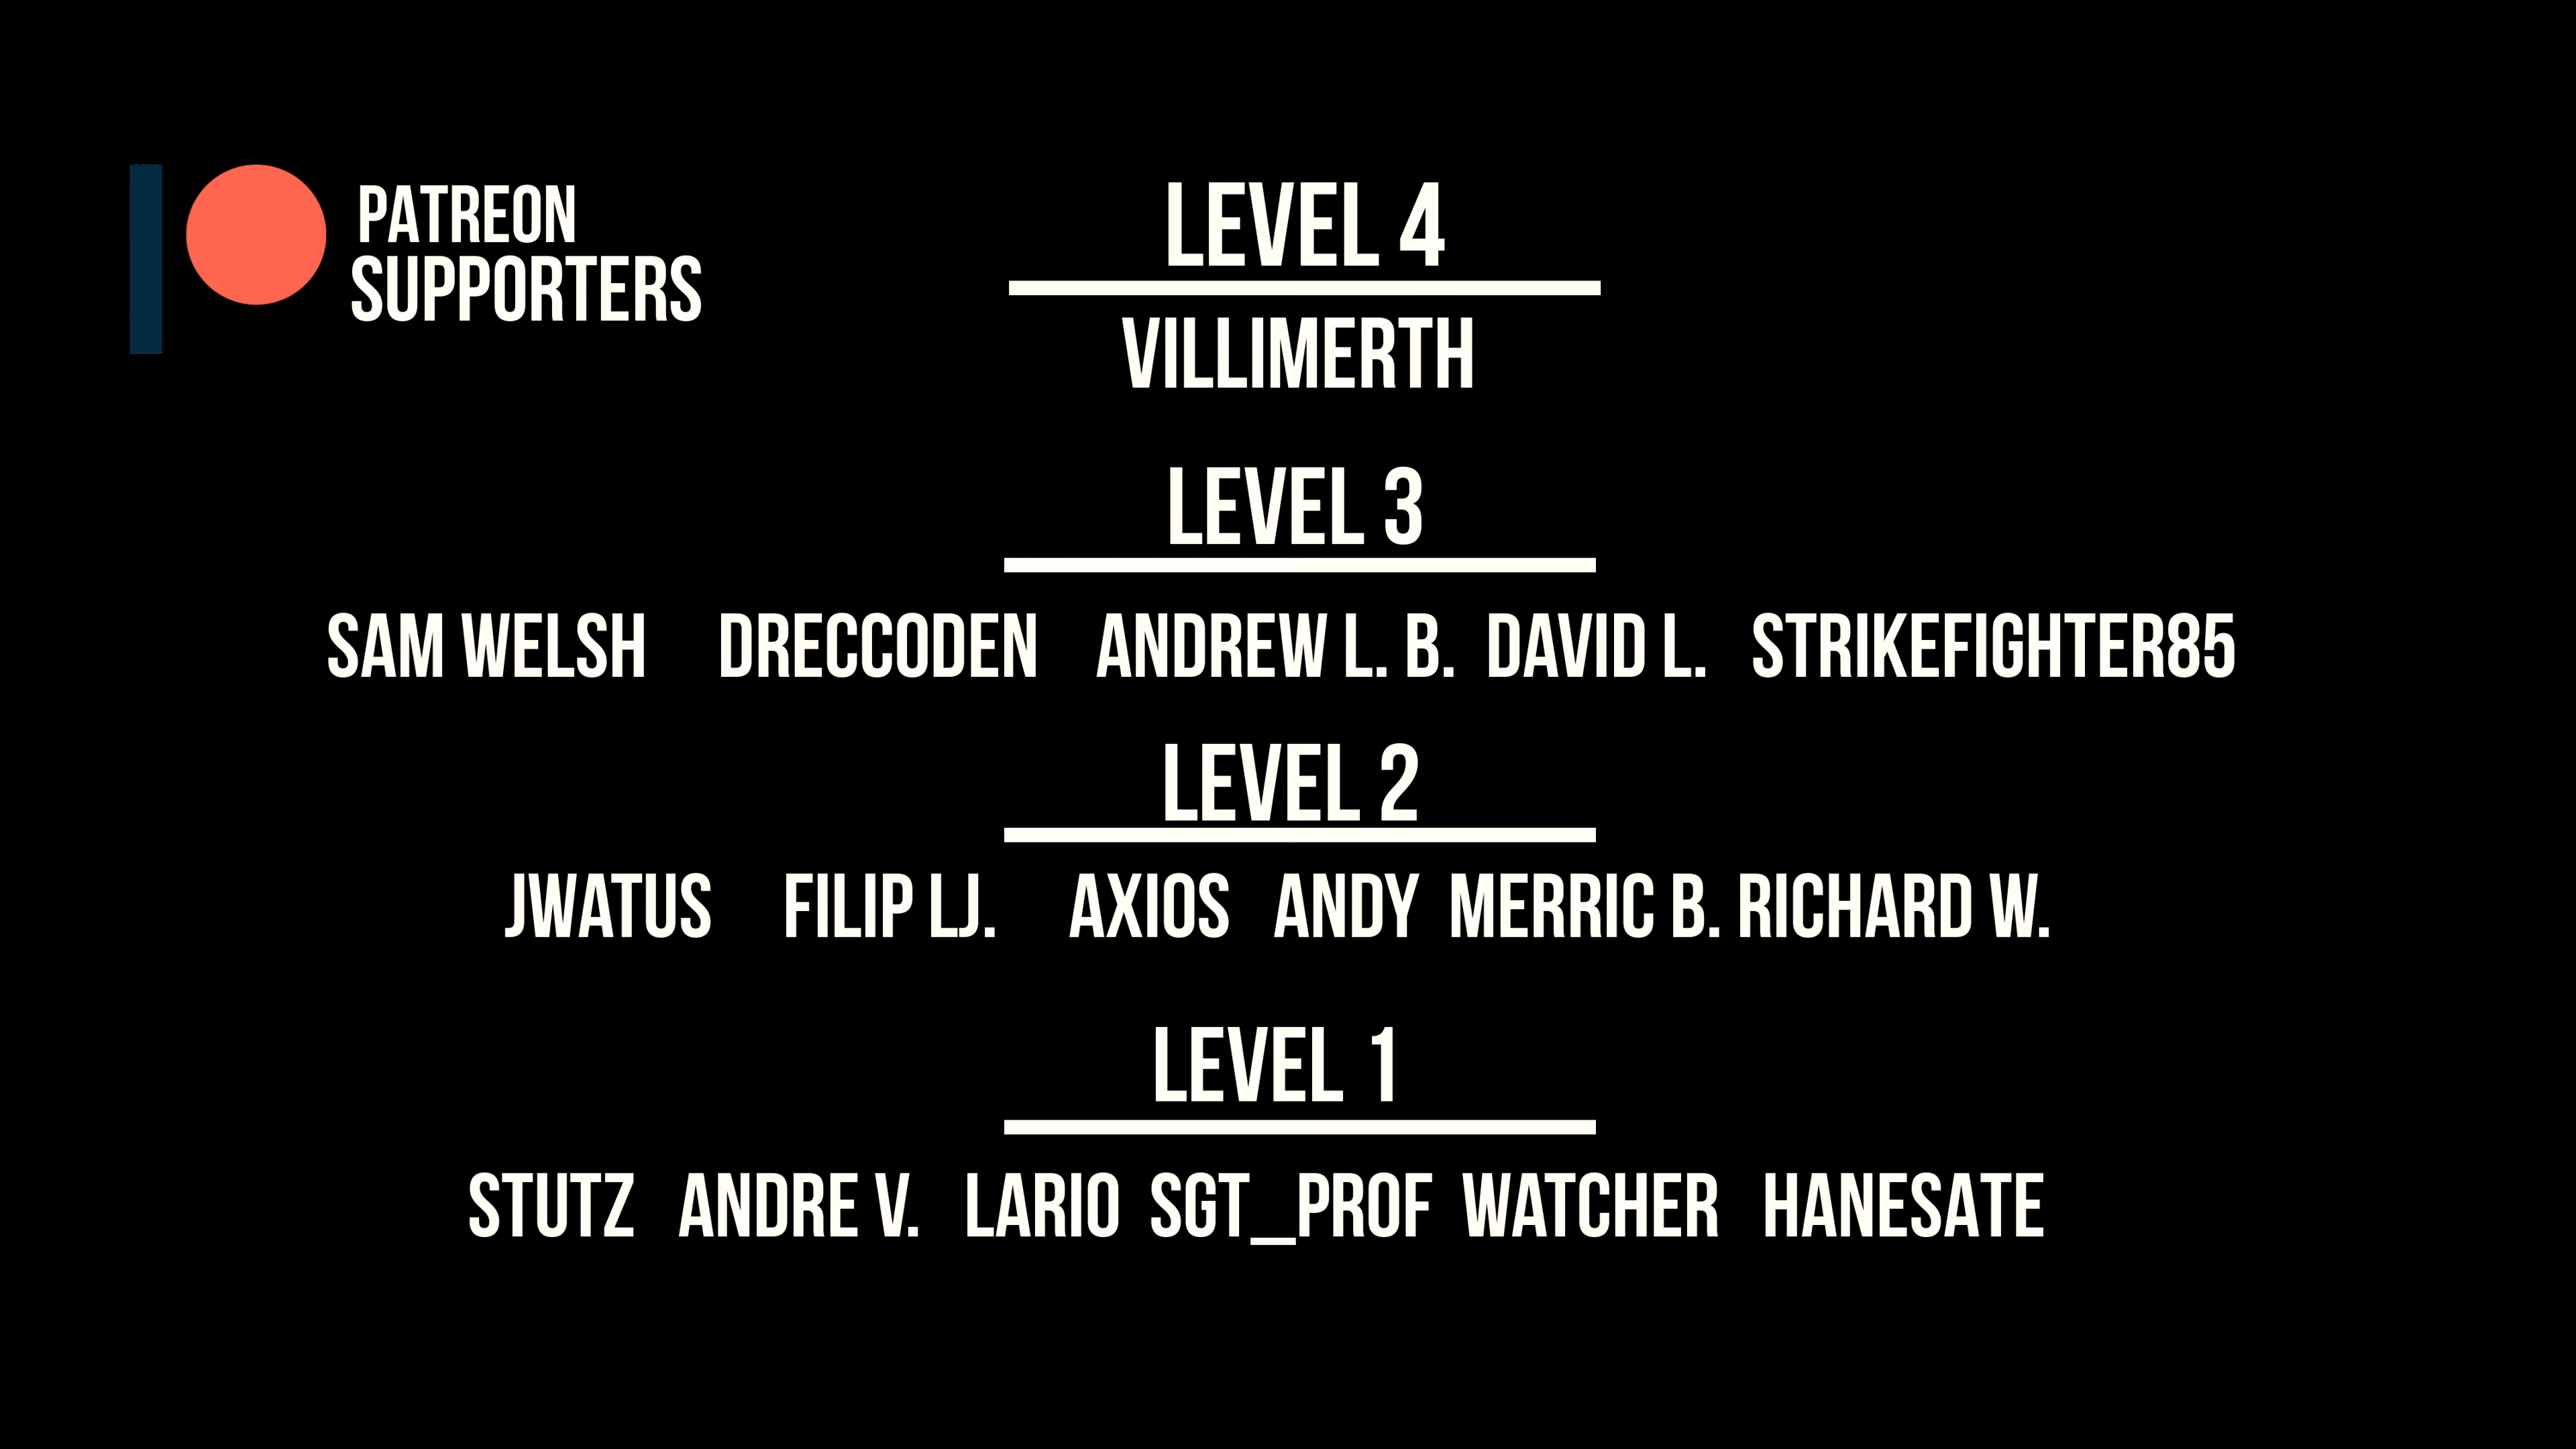 PATREON
SUPPORTERS
LEVEL 4
VILLIMERTH
LEVEL 3
SAM WELSH DRECCODEN ANDREW L. B. DAVID L. STRIKEFIGHTER85
LEVEL 2
JWATUS FILIP LJ. AXIOS ANDY MERRIC B. RICHARD W.
LEVEL 1
STUTZ ANDRE V. LARIO SGT_PROF WATCHER HANESATE